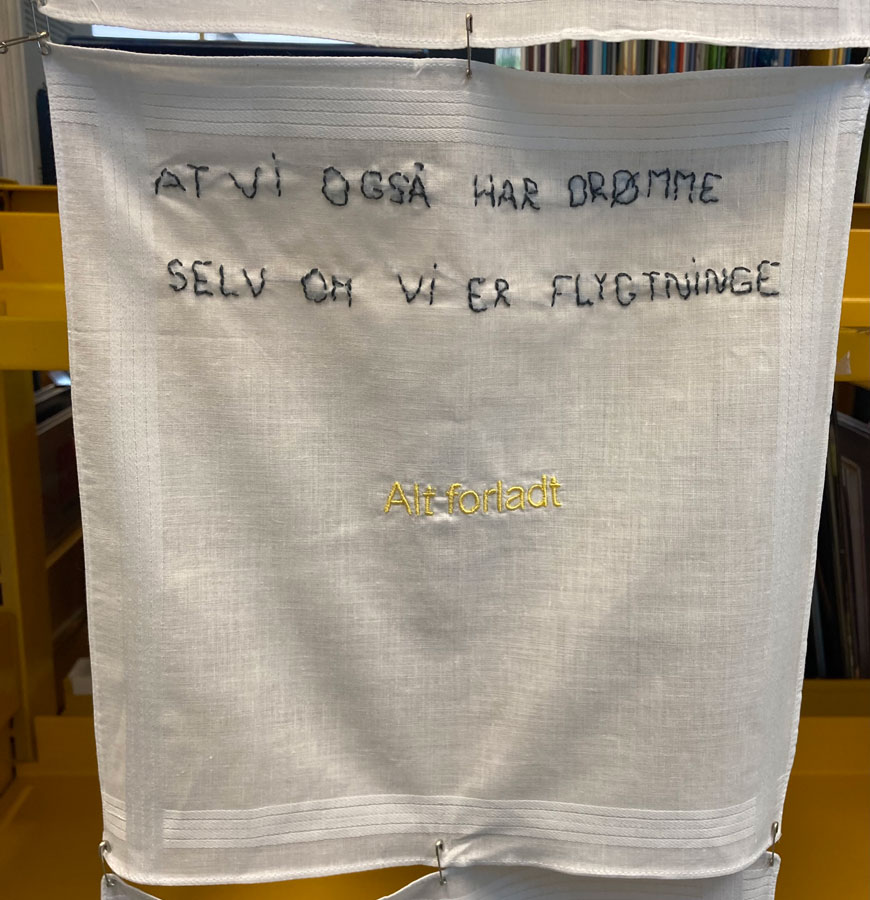 AT Vi OGSÅ HAR DRØMME
SELV OM Vi ER FLYGTNINGE
Alt forladt